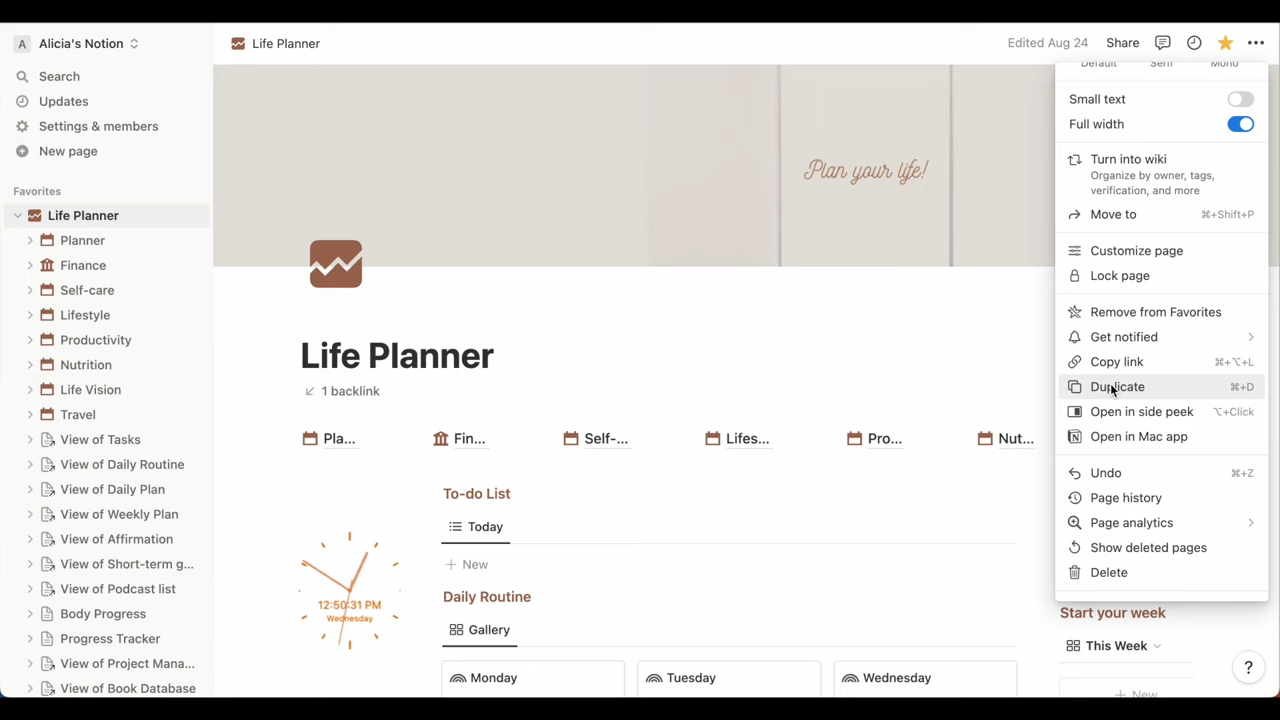 A Alicia's Notion
Search
Updates
Settings & members
New page
Favorites
Life Planner
Planner
Finance
Self-care
Lifestyle
Productivity
Nutrition
Life Vision
Travel
View of Tasks
View of Daily Routine
View of Daily Plan
View of Weekly Plan
View of Affirmation
View of Short-term g...
View of Podcast list
Body Progress
Progress Tracker
View of Project Mana...
View of Book Database
Life Planner
Edited Aug 24 Share
Plan your life!
Life Planner
1 backlink
Pla... Fin... Self-... Lifes... Pro... Nut...
To-do List
Today
+ New
12:50:31 PM
Wednesday
Daily Routine
Gallery
Monday Tuesday Wednesday
Default Serif Mono
Small text
Full width
Turn into wiki
Organize by owner, tags,
verification, and more
Move to ⌘+Shift+P
Customize page
Lock page
Remove from Favorites
Get notified
Copy link ⌘+⌥+L
Duplicate ⌘+D
Open in side peek ⌥+Click
Open in Mac app
Undo ⌘+Z
Page history
Page analytics
Show deleted pages
Delete
Start your week
This Week
+ New
?